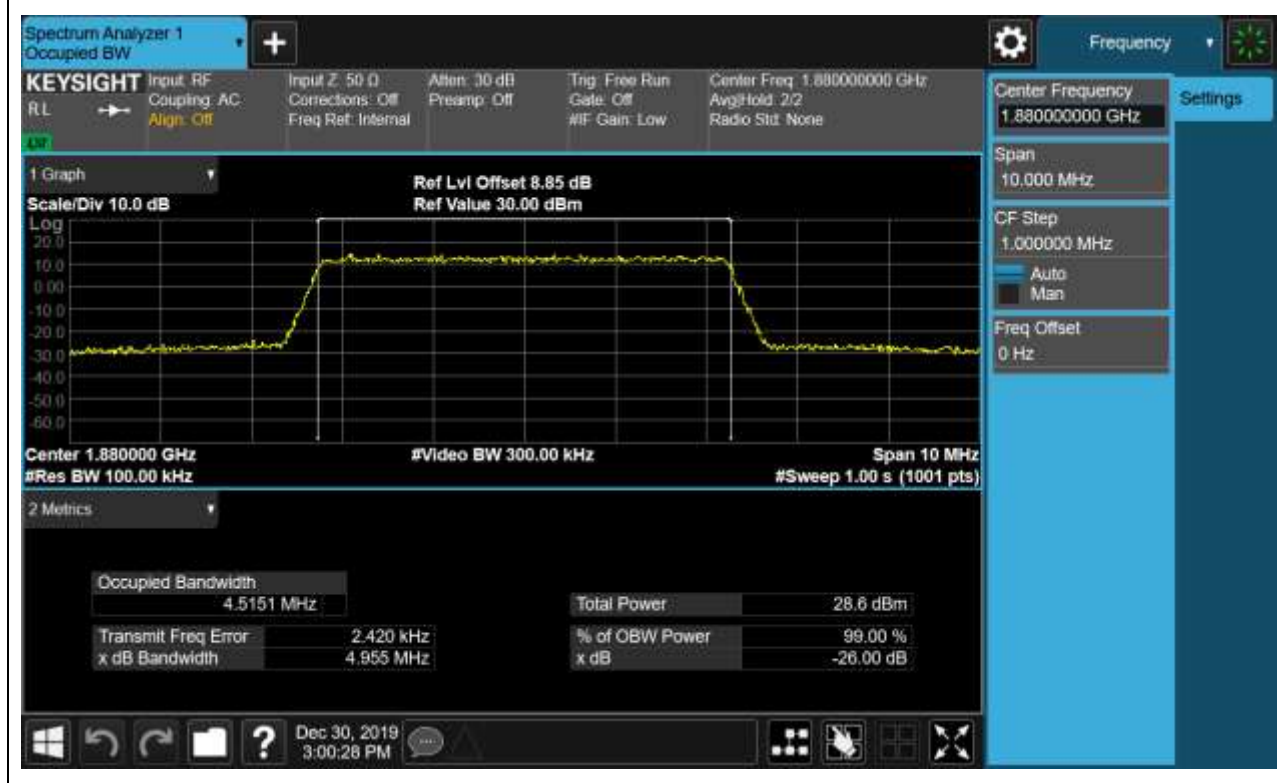 Spectrum Analyzer 1
Occupied BW
+
Frequency
KEYSIGHT
RL
Input: RF
Coupling: AC
Align: Off
Input Z: 50 Ω
Corrections: Off
Freq Ref: Internal
Atten: 30 dB
Preamp: Off
Trig: Free Run
Gate: Off
#IF Gain: Low
Center Freq: 1.880000000 GHz
Avg|Hold: 2/2
Radio Std: None
Center Frequency
1.880000000 GHz
Settings
Span
10.000 MHz
CF Step
1.000000 MHz
Auto
Man
Freq Offset
0 Hz
1 Graph
Scale/Div 10.0 dB
Ref Lvl Offset 8.85 dB
Ref Value 30.00 dBm
Log
20.0
10.0
0.00
-10.0
-20.0
-30.0
-40.0
-50.0
-60.0
Center 1.880000 GHz
#Res BW 100.00 kHz
#Video BW 300.00 kHz
Span 10 MHz
#Sweep 1.00 s (1001 pts)
2 Metrics
Occupied Bandwidth
4.5151 MHz
Transmit Freq Error 2.420 kHz
x dB Bandwidth 4.955 MHz
Total Power 28.6 dBm
% of OBW Power 99.00 %
x dB -26.00 dB
?
Dec 30, 2019
3:00:28 PM